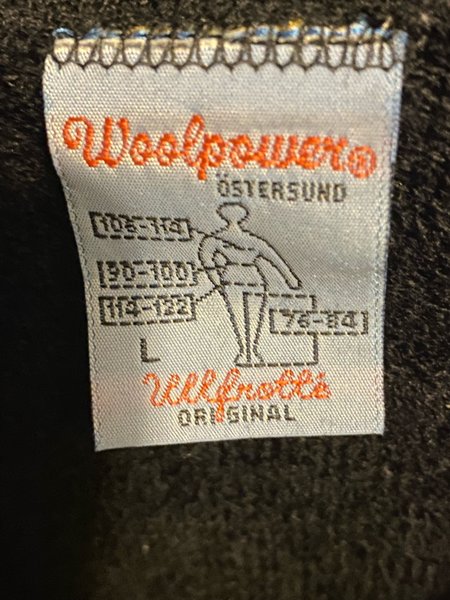 Woolpower®
ÖSTERSUND
106-114
90-100
114-122
76-84
L
Ullfrotté
ORIGINAL